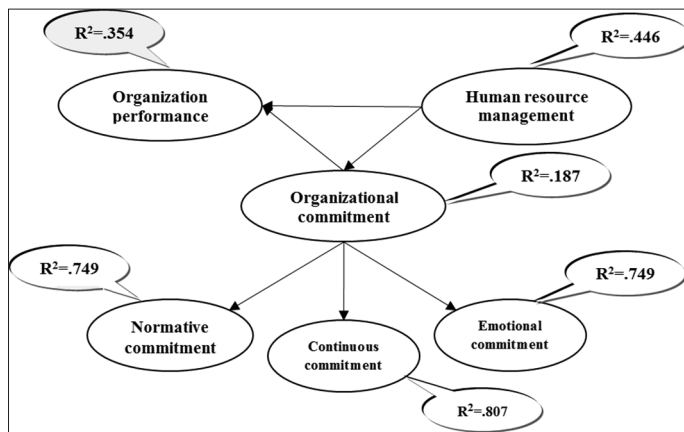 R²=.354
R²=.446
Organization
performance
Human resource
management
R²=.187
Organizational
commitment
R²=.749
R²=.749
Normative
commitment
Continuous
commitment
Emotional
commitment
R²=.807